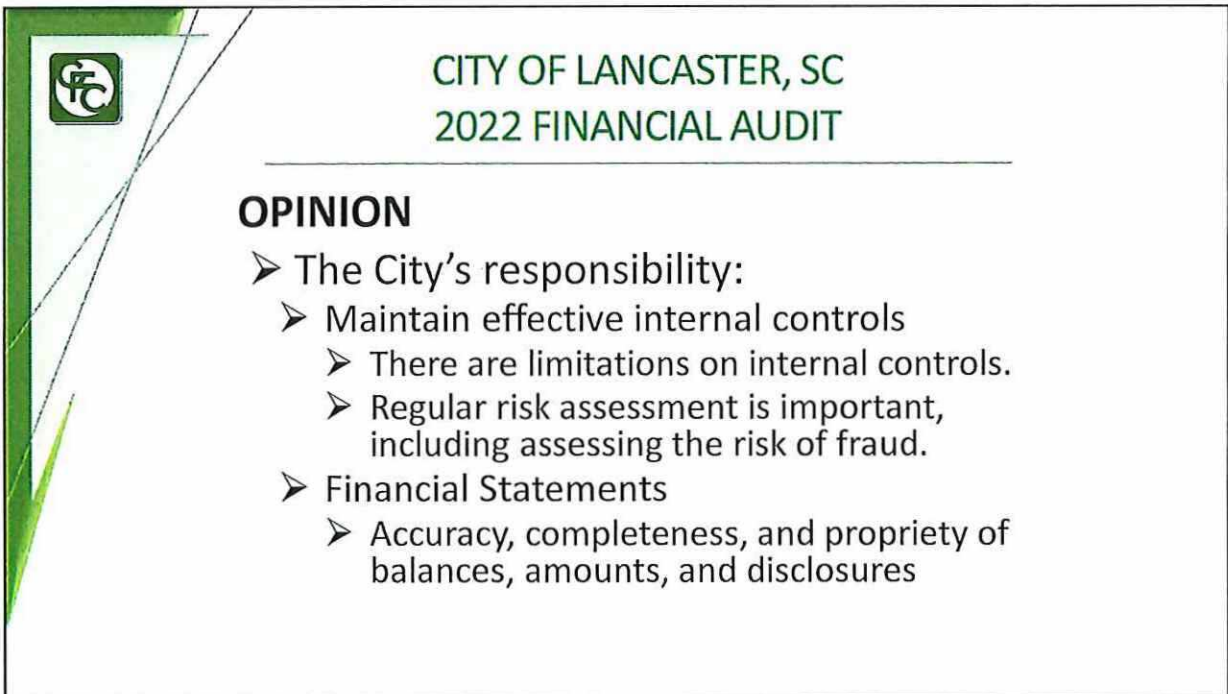 CITY OF LANCASTER, SC
2022 FINANCIAL AUDIT
OPINION
➢ The City's responsibility:
➢ Maintain effective internal controls
➢ There are limitations on internal controls.
➢ Regular risk assessment is important,
including assessing the risk of fraud.
➢ Financial Statements
➢ Accuracy, completeness, and propriety of
balances, amounts, and disclosures